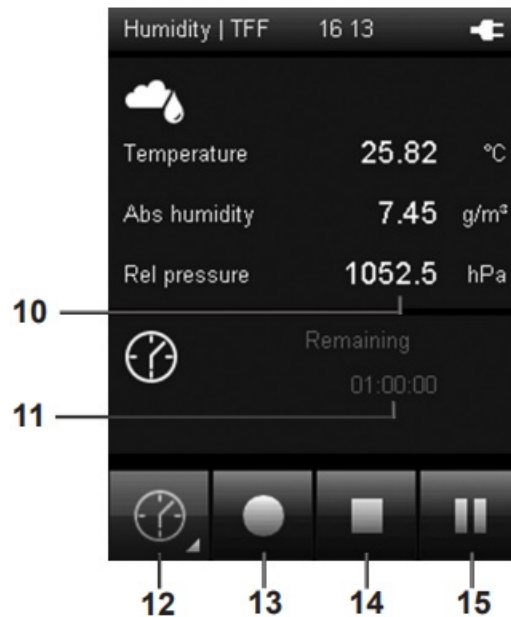 Humidity | TFF 16 13
Temperature 25.82 °C
Abs humidity 7.45 g/m³
Rel pressure 1052.5 hPa
10
Remaining
01:00:00
11
12 13 14 15